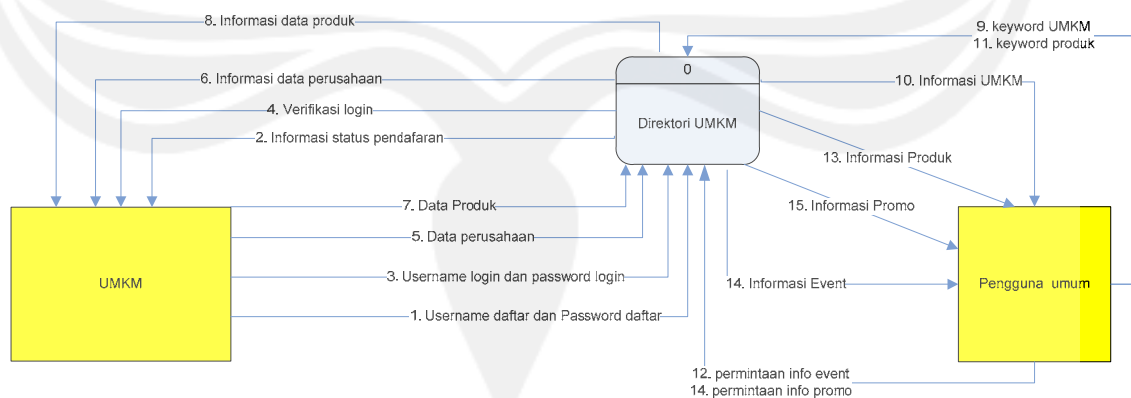 8. Informasi data produk
9. keyword UMKM
11. keyword produk
0
6. Informasi data perusahaan
10. Informasi UMKM
4. Verifikasi login
Direktori UMKM
2. Informasi status pendafaran
13. Informasi Produk
7. Data Produk
15. Informasi Promo
5. Data perusahaan
UMKM
3. Username login dan password login
14. Informasi Event
Pengguna umum
1. Username daftar dan Password daftar
12. permintaan info event
14. permintaan info promo